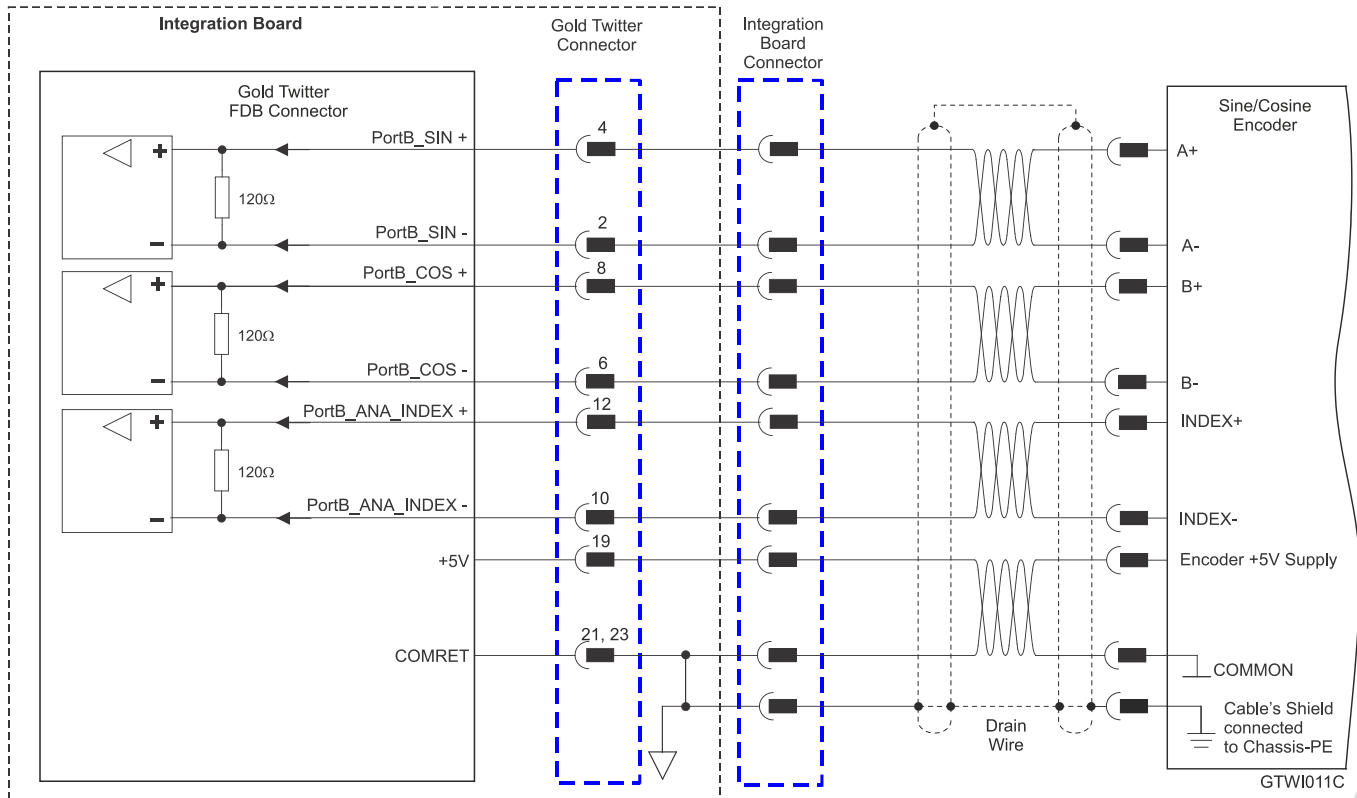 Integration Board
Gold Twitter
Connector
Integration
Board
Connector
Gold Twitter
FDB Connector
Sine/Cosine
Encoder
PortB_SIN +
4
A+
+
120Ω
PortB_SIN -
2
A-
−
PortB_COS +
8
B+
+
120Ω
PortB_COS -
6
B-
−
PortB_ANA_INDEX +
12
INDEX+
+
120Ω
PortB_ANA_INDEX -
10
INDEX-
−
+5V
19
Encoder +5V Supply
COMRET
21, 23
COMMON
Drain
Wire
Cable's Shield
connected
to Chassis-PE
GTWI011C